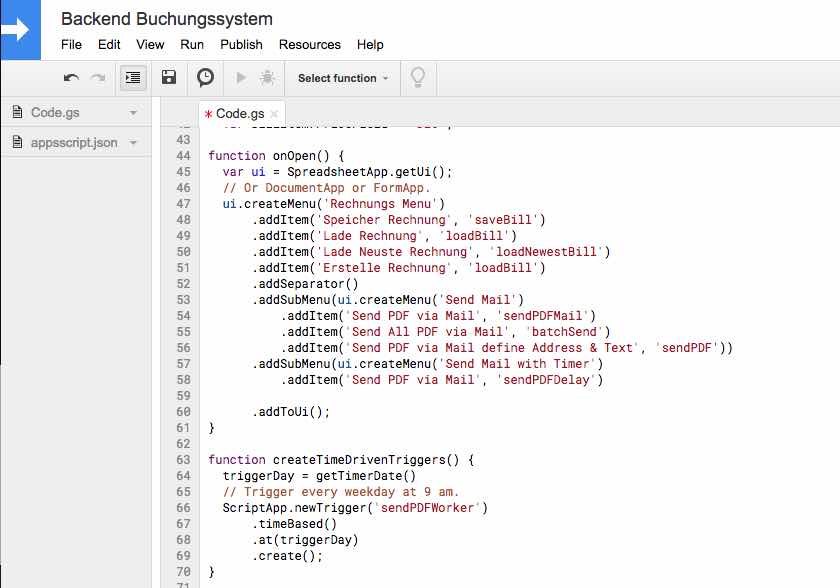 Backend Buchungssystem
File Edit View Run Publish Resources Help
Select function
Code.gs
appsscript.json
* Code.gs ×
43
44 function onOpen() {
45 var ui = SpreadsheetApp.getUi();
46 // Or DocumentApp or FormApp.
47 ui.createMenu('Rechnungs Menu')
48 .addItem('Speicher Rechnung', 'saveBill')
49 .addItem('Lade Rechnung', 'loadBill')
50 .addItem('Lade Neuste Rechnung', 'loadNewestBill')
51 .addItem('Erstelle Rechnung', 'loadBill')
52 .addSeparator()
53 .addSubMenu(ui.createMenu('Send Mail')
54 .addItem('Send PDF via Mail', 'sendPDFMail')
55 .addItem('Send All PDF via Mail', 'batchSend')
56 .addItem('Send PDF via Mail define Address & Text', 'sendPDF'))
57 .addSubMenu(ui.createMenu('Send Mail with Timer')
58 .addItem('Send PDF via Mail', 'sendPDFDelay')
59
60 .addToUi();
61 }
62
63 function createTimeDrivenTriggers() {
64 triggerDay = getTimerDate()
65 // Trigger every weekday at 9 am.
66 ScriptApp.newTrigger('sendPDFWorker')
67 .timeBased()
68 .at(triggerDay)
69 .create();
70 }
71